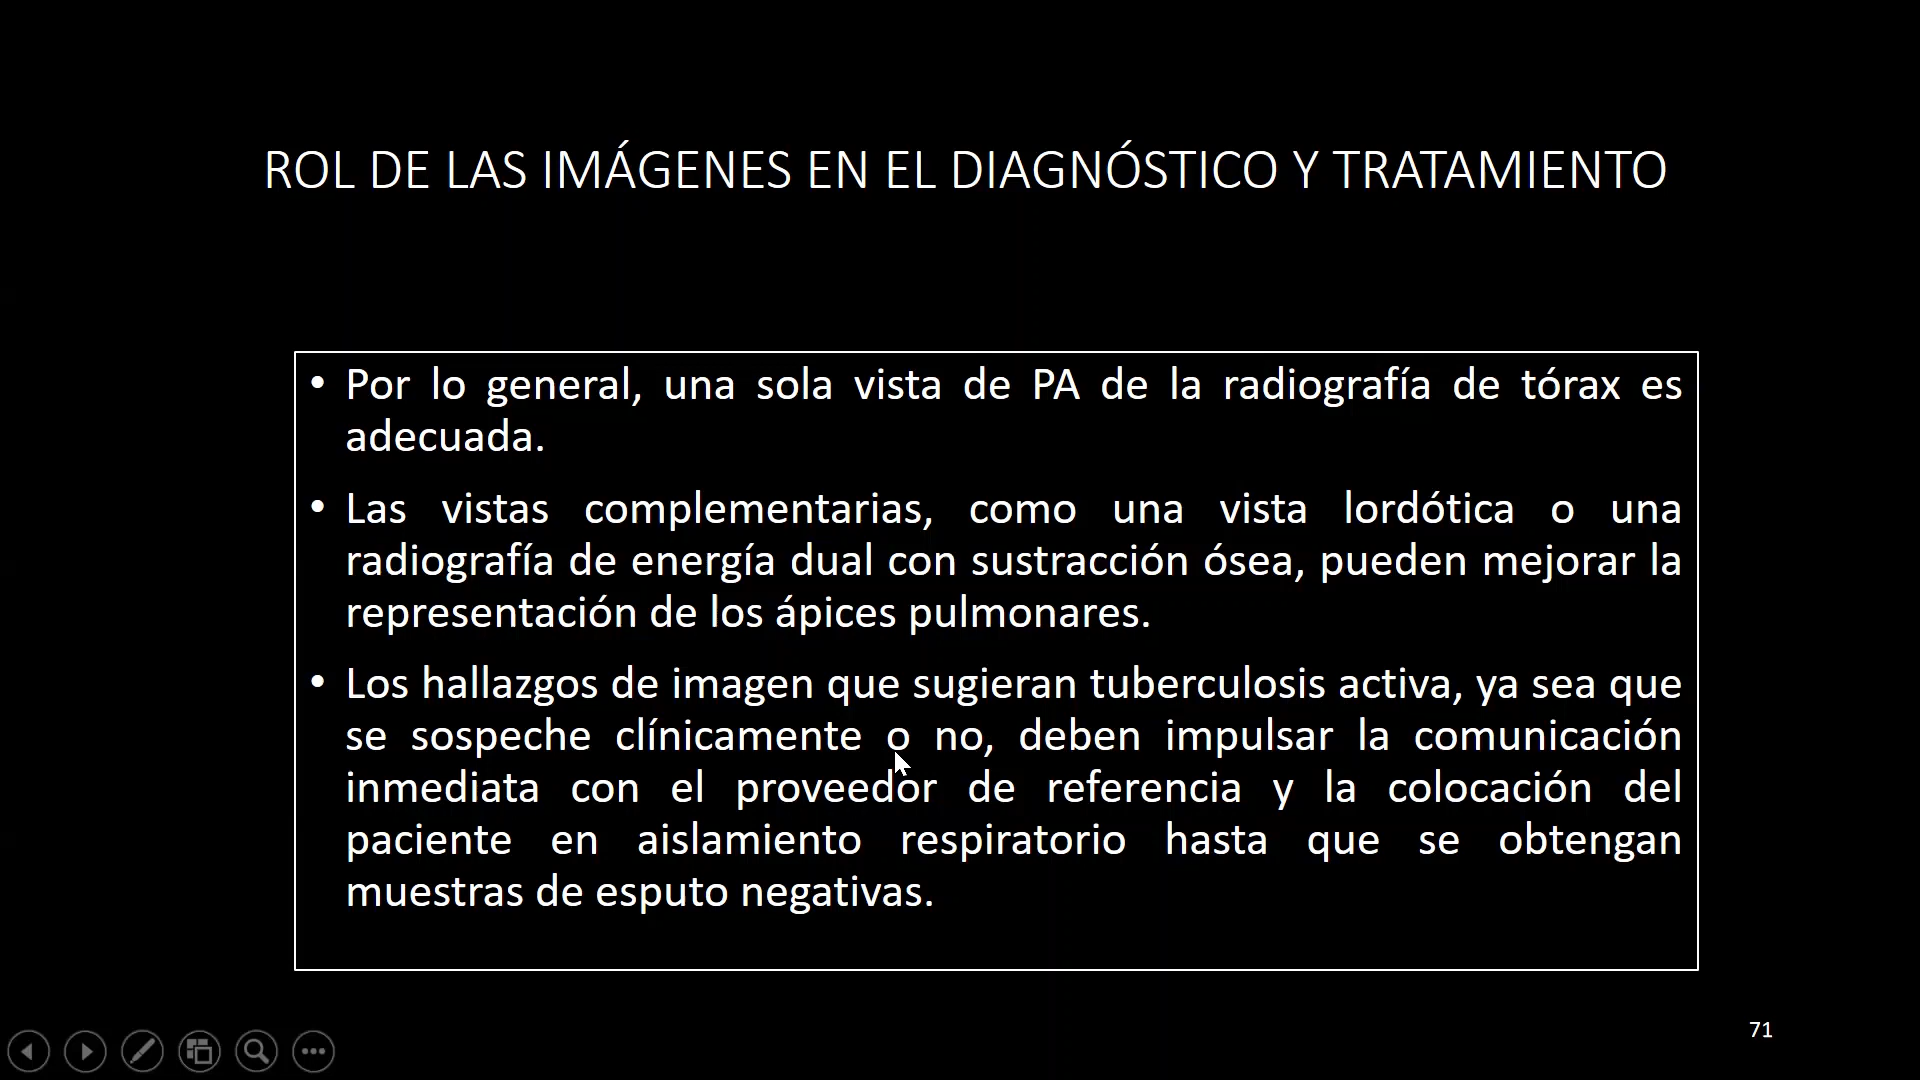 ROL DE LAS IMÁGENES EN EL DIAGNÓSTICO Y TRATAMIENTO
• Por lo general, una sola vista de PA de la radiografía de tórax es
adecuada.
• Las vistas complementarias, como una vista lordótica o una
radiografía de energía dual con sustracción ósea, pueden mejorar la
representación de los ápices pulmonares.
• Los hallazgos de imagen que sugieran tuberculosis activa, ya sea que
se sospeche clínicamente o no, deben impulsar la comunicación
inmediata con el proveedor de referencia y la colocación del
paciente en aislamiento respiratorio hasta que se obtengan
muestras de esputo negativas.
71